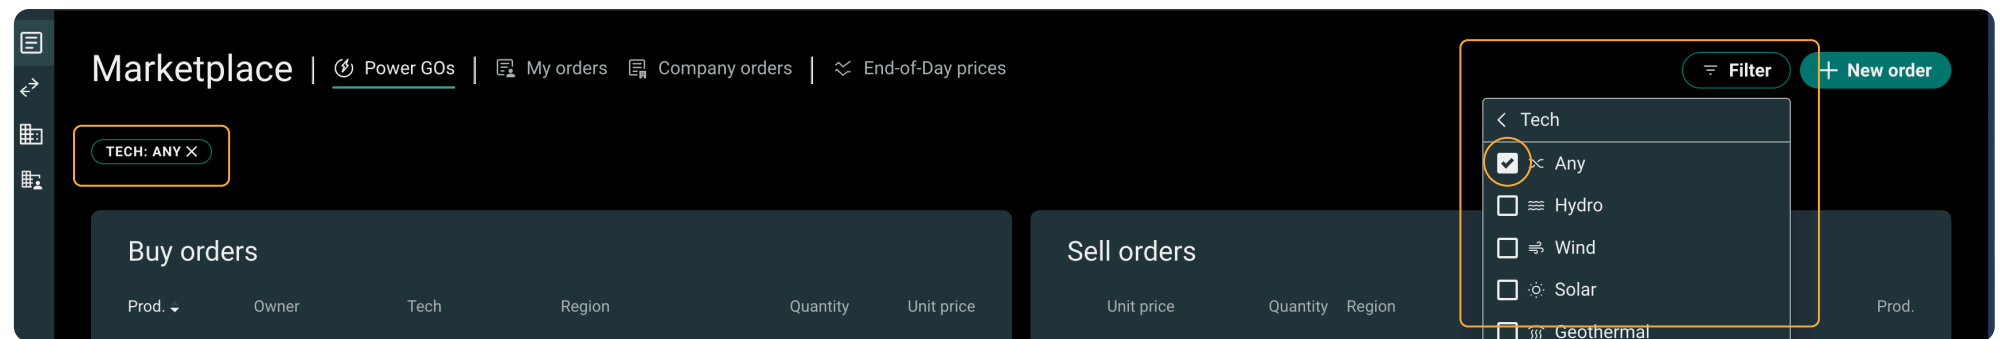 Marketplace | Power GOs | My orders Company orders | End-of-Day prices
Filter
+ New order
TECH: ANY ✕
Tech
Any
Hydro
Wind
Solar
Geothermal
Buy orders
Prod. Owner Tech Region Quantity Unit price
Sell orders
Unit price Quantity Region Prod.